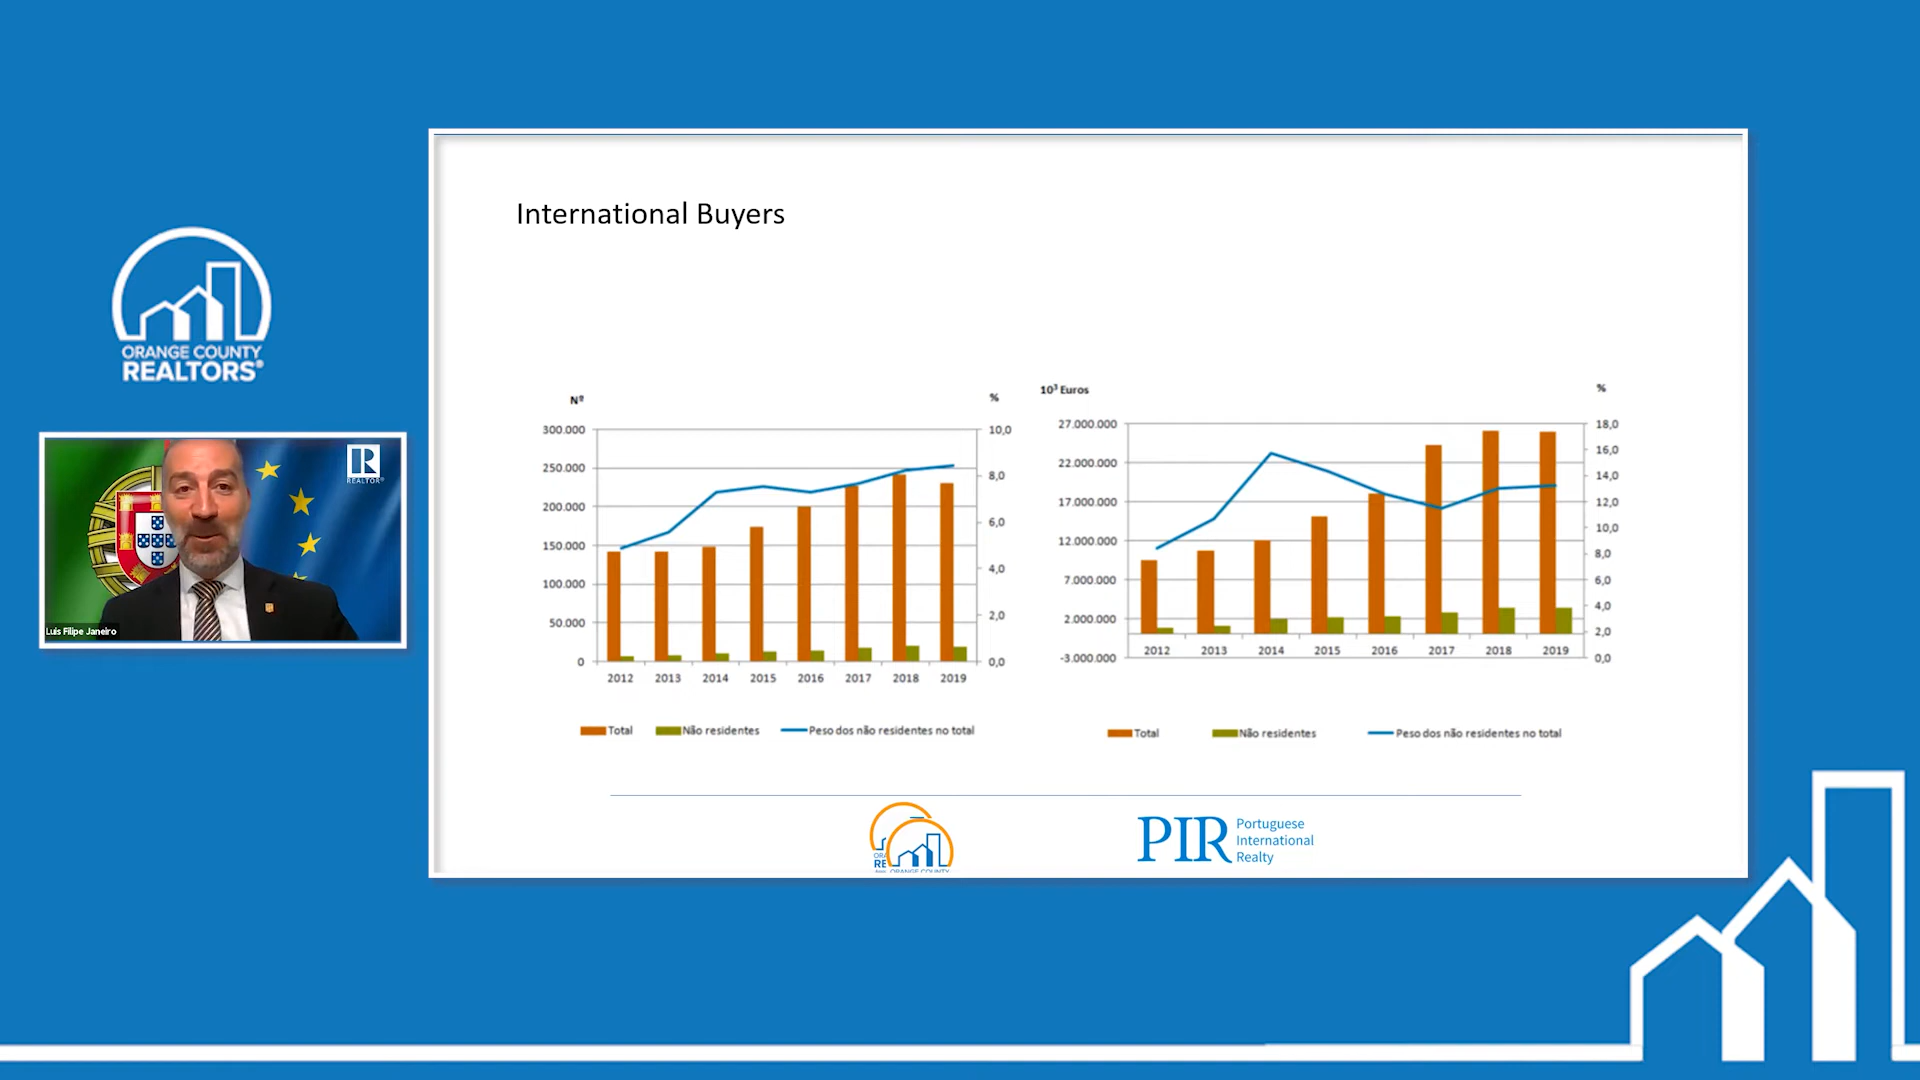 International Buyers
ORANGE COUNTY
REALTORS®
REALTOR®
Luis Filipe Janeiro
Nº
%
300.000
250.000
200.000
150.000
100.000
50.000
0
10,0
8,0
6,0
4,0
2,0
0,0
2012 2013 2014 2015 2016 2017 2018 2019
Total Não residentes Peso dos não residentes no total
10³ Euros
%
27.000.000
22.000.000
17.000.000
12.000.000
7.000.000
2.000.000
-3.000.000
18,0
16,0
14,0
12,0
10,0
8,0
6,0
4,0
2,0
0,0
2012 2013 2014 2015 2016 2017 2018 2019
Total Não residentes Peso dos não residentes no total
ORANGE COUNTY
PIR
Portuguese
International
Realty